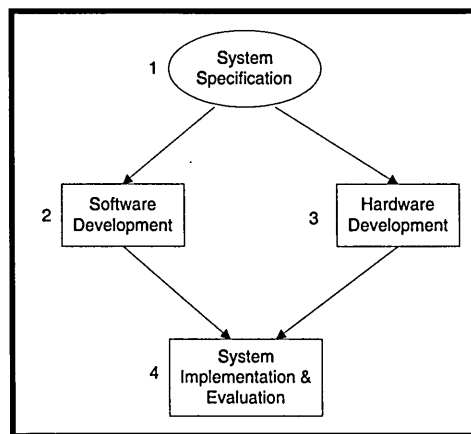 1
System
Specification
2
Software
Development
3
Hardware
Development
4
System
Implementation &
Evaluation